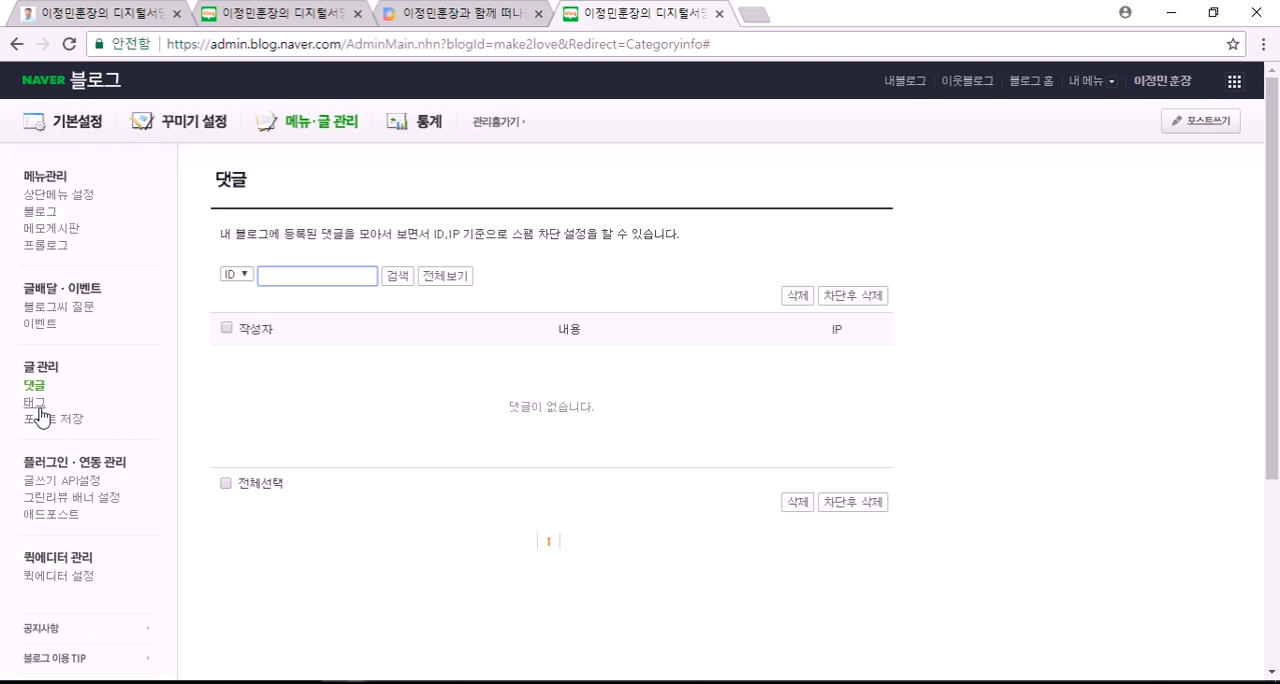 이정민훈장의 디지털서당
이정민훈장의 디지털서당
이정민훈장과 함께 떠나
이정민훈장의 디지털서당
안전함
https://admin.blog.naver.com/AdminMain.nhn?blogId=make2love&Redirect=Categoryinfo#
NAVER 블로그
내블로그 이웃블로그 블로그 홈 내 메뉴 이정민 훈장
기본설정 꾸미기 설정 메뉴·글 관리 통계 관리홈가기 포스트쓰기
메뉴관리
상단메뉴 설정
블로그
메모게시판
프롤로그
글배달·이벤트
블로그씨 질문
이벤트
글 관리
댓글
태그
저장
플러그인·연동 관리
글쓰기 API설정
그린리뷰 배너 설정
애드포스트
퀵에디터 관리
퀵에디터 설정
공지사항
블로그 이용 TIP
댓글
내 블로그에 등록된 댓글을 모아서 보면서 ID,IP 기준으로 스팸 차단 설정을 할 수 있습니다.
ID 검색 전체보기
삭제 차단후 삭제
작성자 내용 IP
댓글이 없습니다.
전체선택
삭제 차단후 삭제
1